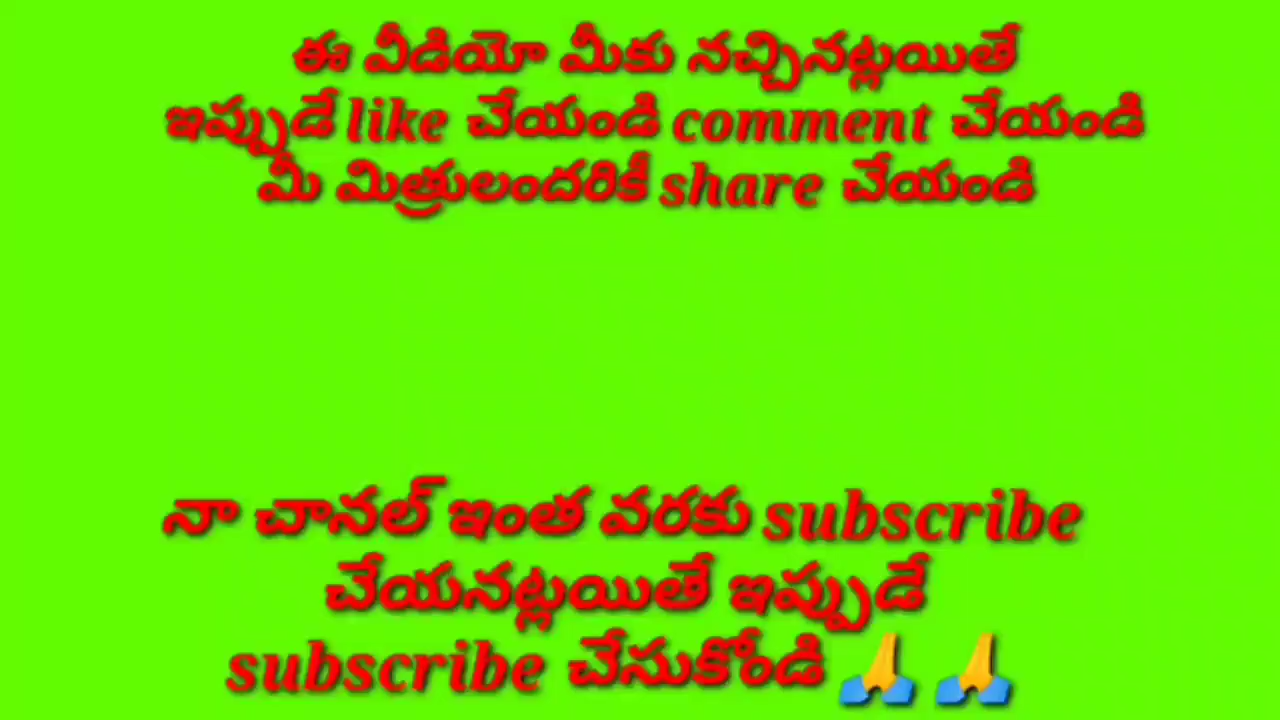 ఈ వీడియో మీకు నచ్చినట్లయితే
ఇప్పుడే like చేయండి comment చేయండి
మీ మిత్రులందరికీ share చేయండి
నా చానల్ ఇంత వరకు subscribe
చేయనట్లయితే ఇప్పుడే
subscribe చేసుకోండి 🙏 🙏